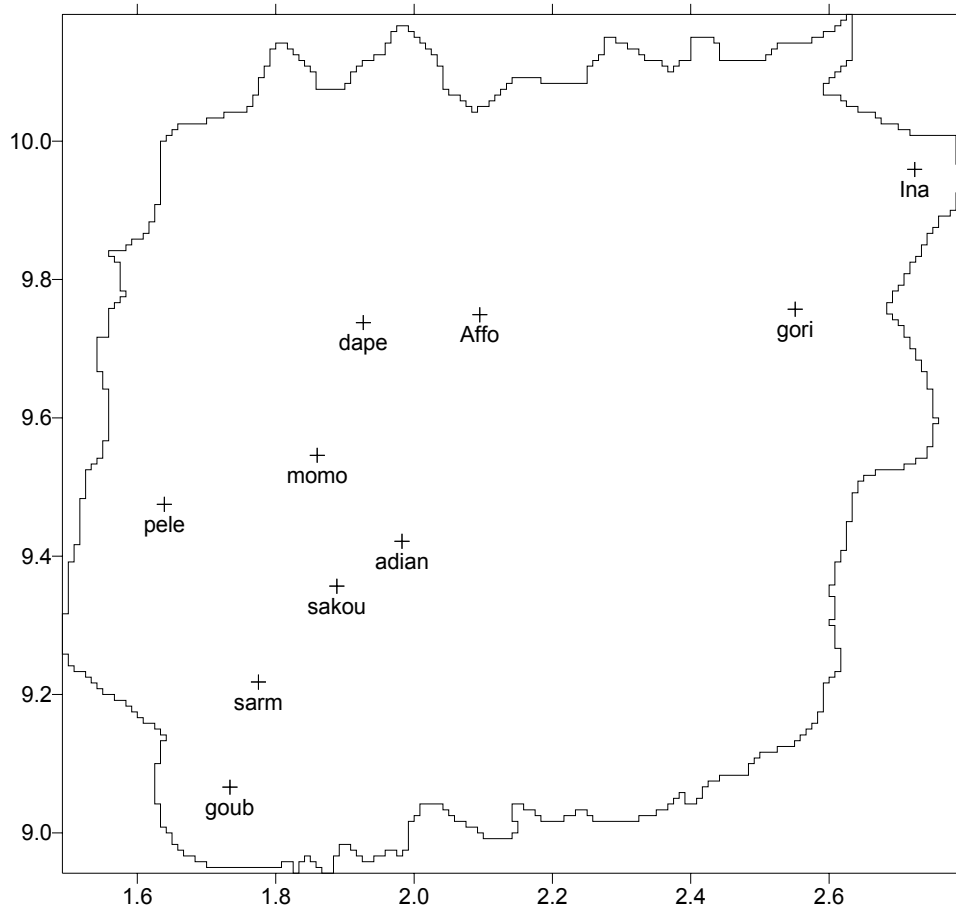 10.0
Ina
9.8
dape
Affo
gori
9.6
momo
pele
9.4
adian
sakou
9.2
sarm
goub
9.0
1.6 1.8 2.0 2.2 2.4 2.6